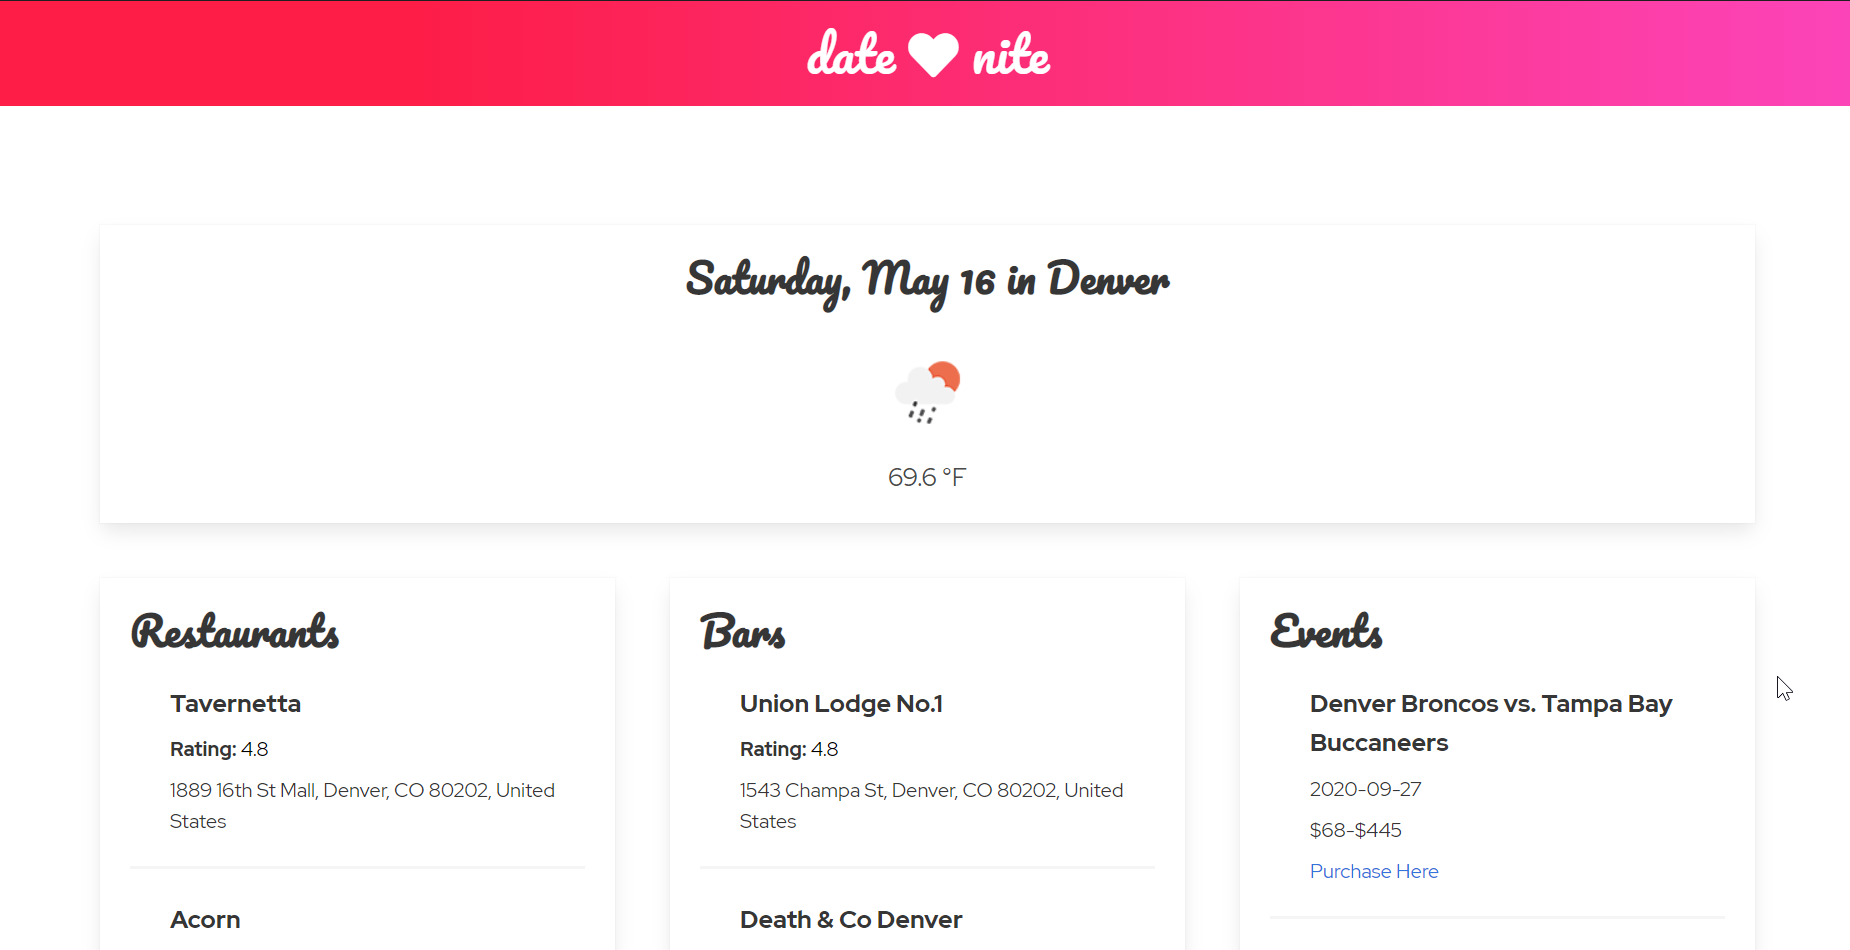 date nite
Saturday, May 16 in Denver
69.6 °F
Restaurants
Tavernetta
Rating: 4.8
1889 16th St Mall, Denver, CO 80202, United
States
Acorn
Bars
Union Lodge No.1
Rating: 4.8
1543 Champa St, Denver, CO 80202, United
States
Death & Co Denver
Events
Denver Broncos vs. Tampa Bay
Buccaneers
2020-09-27
$68-$445
Purchase Here